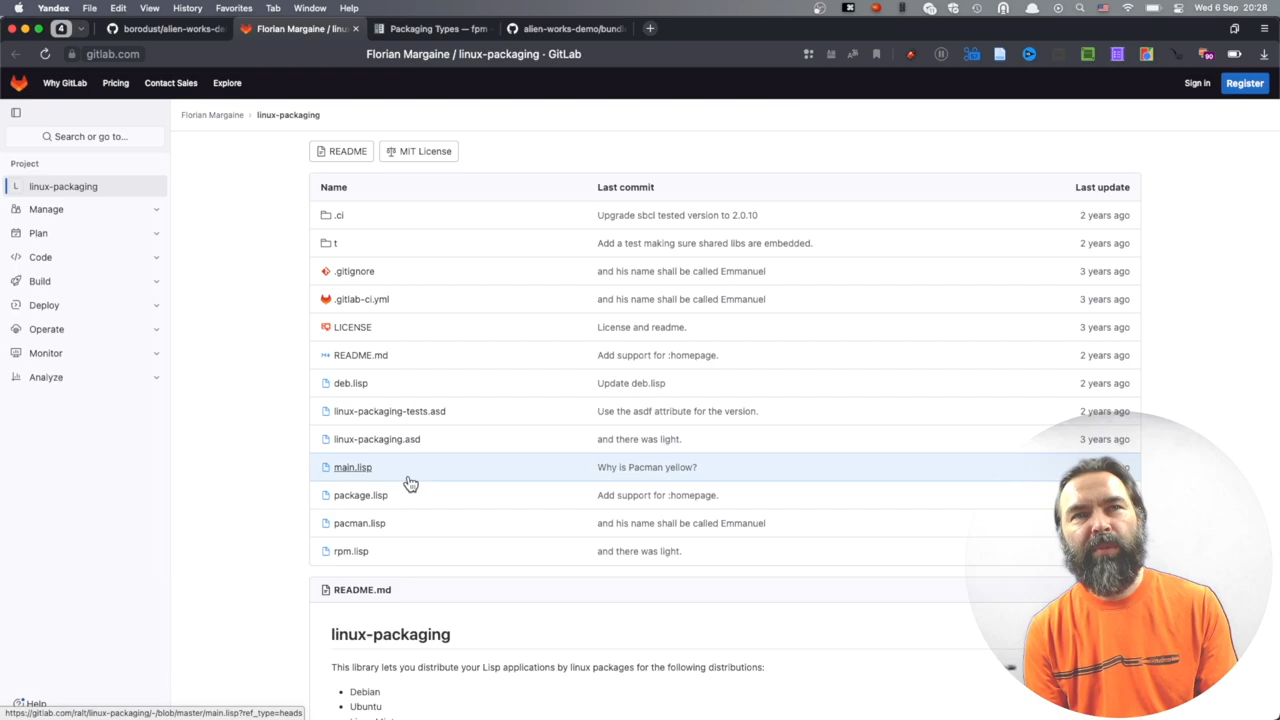 Yandex File Edit View History Favorites Tab Window Help Wed 6 Sep 20:28
4 borodust/alien-works-de Florian Margaine / linux-p Packaging Types — fpm - alien-works-demo/bundl
gitlab.com Florian Margaine / linux-packaging · GitLab 90
Why GitLab Pricing Contact Sales Explore Sign in Register
Florian Margaine › linux-packaging
Search or go to...
README MIT License
Project
linux-packaging
Manage
Plan
Code
Build
Deploy
Operate
Monitor
Analyze
Help
Name Last commit Last update
.ci Upgrade sbcl tested version to 2.0.10 2 years ago
t Add a test making sure shared libs are embedded. 2 years ago
.gitignore and his name shall be called Emmanuel 3 years ago
.gitlab-ci.yml and his name shall be called Emmanuel 3 years ago
LICENSE License and readme. 3 years ago
README.md Add support for :homepage. 2 years ago
deb.lisp Update deb.lisp 2 years ago
linux-packaging-tests.asd Use the asdf attribute for the version. 2 years ago
linux-packaging.asd and there was light. 3 years ago
main.lisp Why is Pacman yellow?
package.lisp Add support for :homepage.
pacman.lisp and his name shall be called Emmanuel
rpm.lisp and there was light.
README.md
linux-packaging
This library lets you distribute your Lisp applications by linux packages for the following distributions:
• Debian
• Ubuntu
https://gitlab.com/ralt/linux-packaging/-/blob/master/main.lisp?ref_type=heads